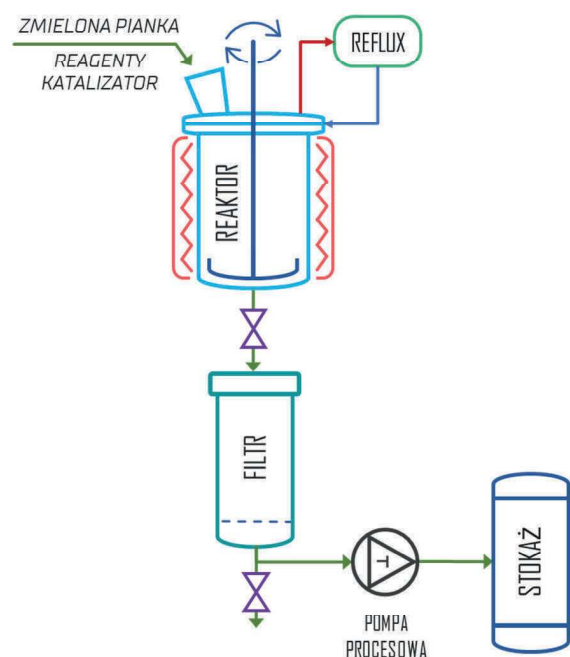 ZMIELONA PIANKA
REAGENTY
KATALIZATOR
REFLUX
REAKTOR
FILTR
T
POMPA
PROCESOWA
STOKAŻ